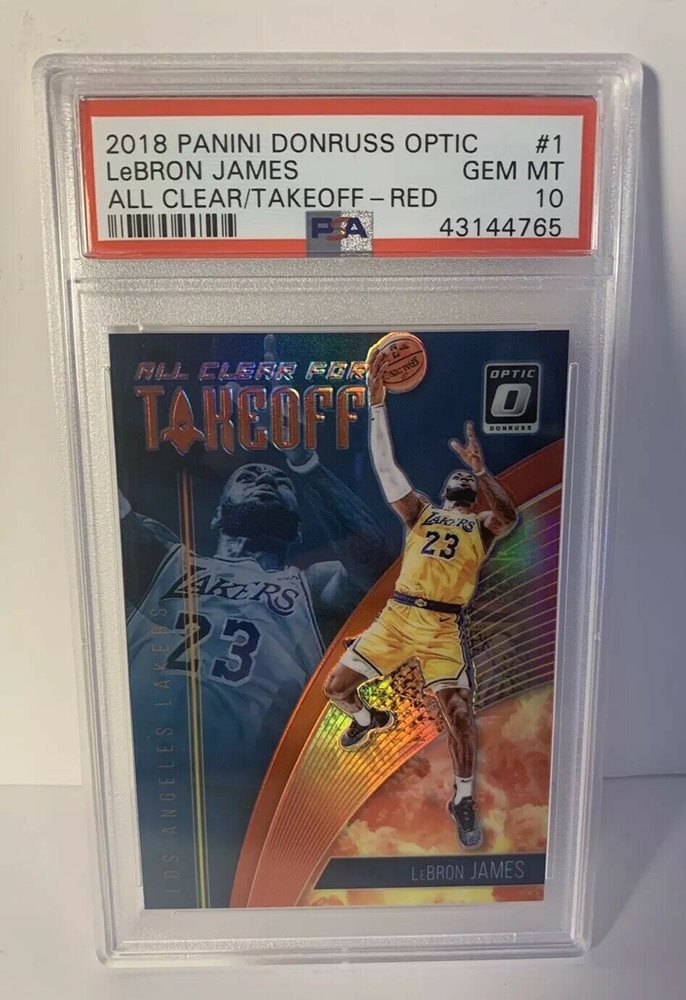 2018 PANINI DONRUSS OPTIC #1
LeBRON JAMES GEM MT
ALL CLEAR/TAKEOFF – RED 10
PSA 43144765
ALL CLEAR FOR
TAKEOFF
OPTIC
O
DONRUSS
LAKERS
23
LAKERS
23
LOS ANGELES LAKERS
LeBRON JAMES